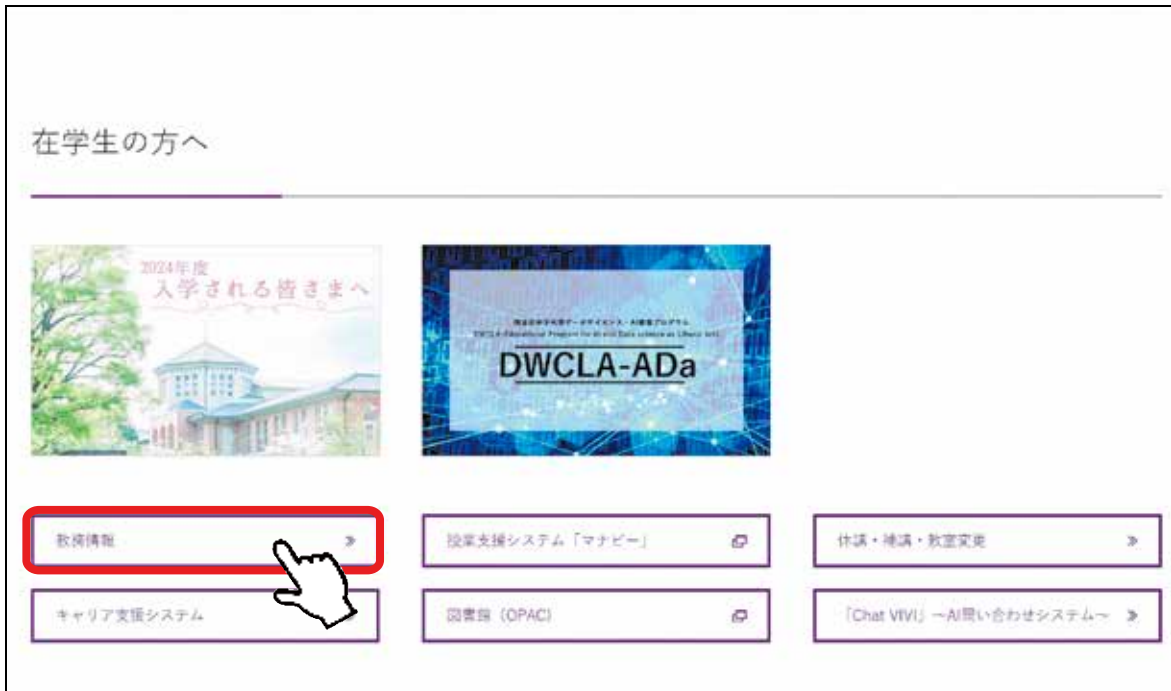 在学生の方へ
2024年度
入学される皆さまへ
DWCLA-ADa
教務情報
授業支援システム「マナビー」
休講・補講・教室変更
キャリア支援システム
図書館（OPAC）
「Chat VIVI」～AI問い合わせシステム～